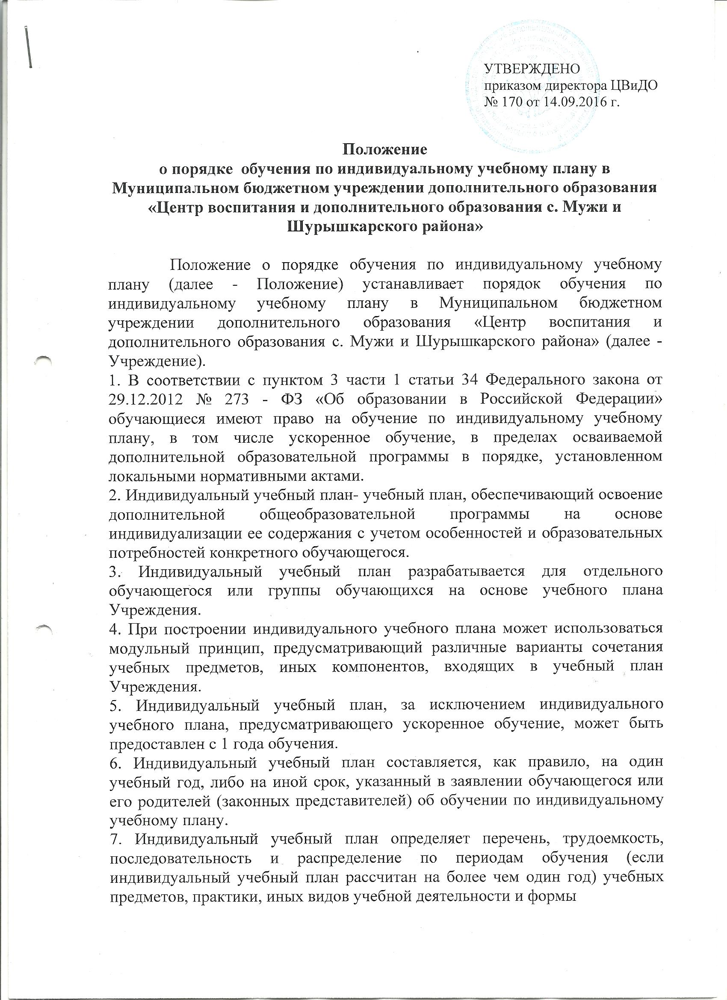 УТВЕРЖДЕНО
приказом директора ЦВиДО
№ 170 от 14.09.2016 г.
Положение
о порядке обучения по индивидуальному учебному плану в
Муниципальном бюджетном учреждении дополнительного образования
«Центр воспитания и дополнительного образования с. Мужи и
Шурышкарского района»
Положение о порядке обучения по индивидуальному учебному
плану (далее - Положение) устанавливает порядок обучения по
индивидуальному учебному плану в Муниципальном бюджетном
учреждении дополнительного образования «Центр воспитания и
дополнительного образования с. Мужи и Шурышкарского района» (далее -
Учреждение).
1. В соответствии с пунктом 3 части 1 статьи 34 Федерального закона от
29.12.2012 № 273 - ФЗ «Об образовании в Российской Федерации»
обучающиеся имеют право на обучение по индивидуальному учебному
плану, в том числе ускоренное обучение, в пределах осваиваемой
дополнительной образовательной программы в порядке, установленном
локальными нормативными актами.
2. Индивидуальный учебный план- учебный план, обеспечивающий освоение
дополнительной общеобразовательной программы на основе
индивидуализации ее содержания с учетом особенностей и образовательных
потребностей конкретного обучающегося.
3. Индивидуальный учебный план разрабатывается для отдельного
обучающегося или группы обучающихся на основе учебного плана
Учреждения.
4. При построении индивидуального учебного плана может использоваться
модульный принцип, предусматривающий различные варианты сочетания
учебных предметов, иных компонентов, входящих в учебный план
Учреждения.
5. Индивидуальный учебный план, за исключением индивидуального
учебного плана, предусматривающего ускоренное обучение, может быть
предоставлен с 1 года обучения.
6. Индивидуальный учебный план составляется, как правило, на один
учебный год, либо на иной срок, указанный в заявлении обучающегося или
его родителей (законных представителей) об обучении по индивидуальному
учебному плану.
7. Индивидуальный учебный план определяет перечень, трудоемкость,
последовательность и распределение по периодам обучения (если
индивидуальный учебный план рассчитан на более чем один год) учебных
предметов, практики, иных видов учебной деятельности и формы